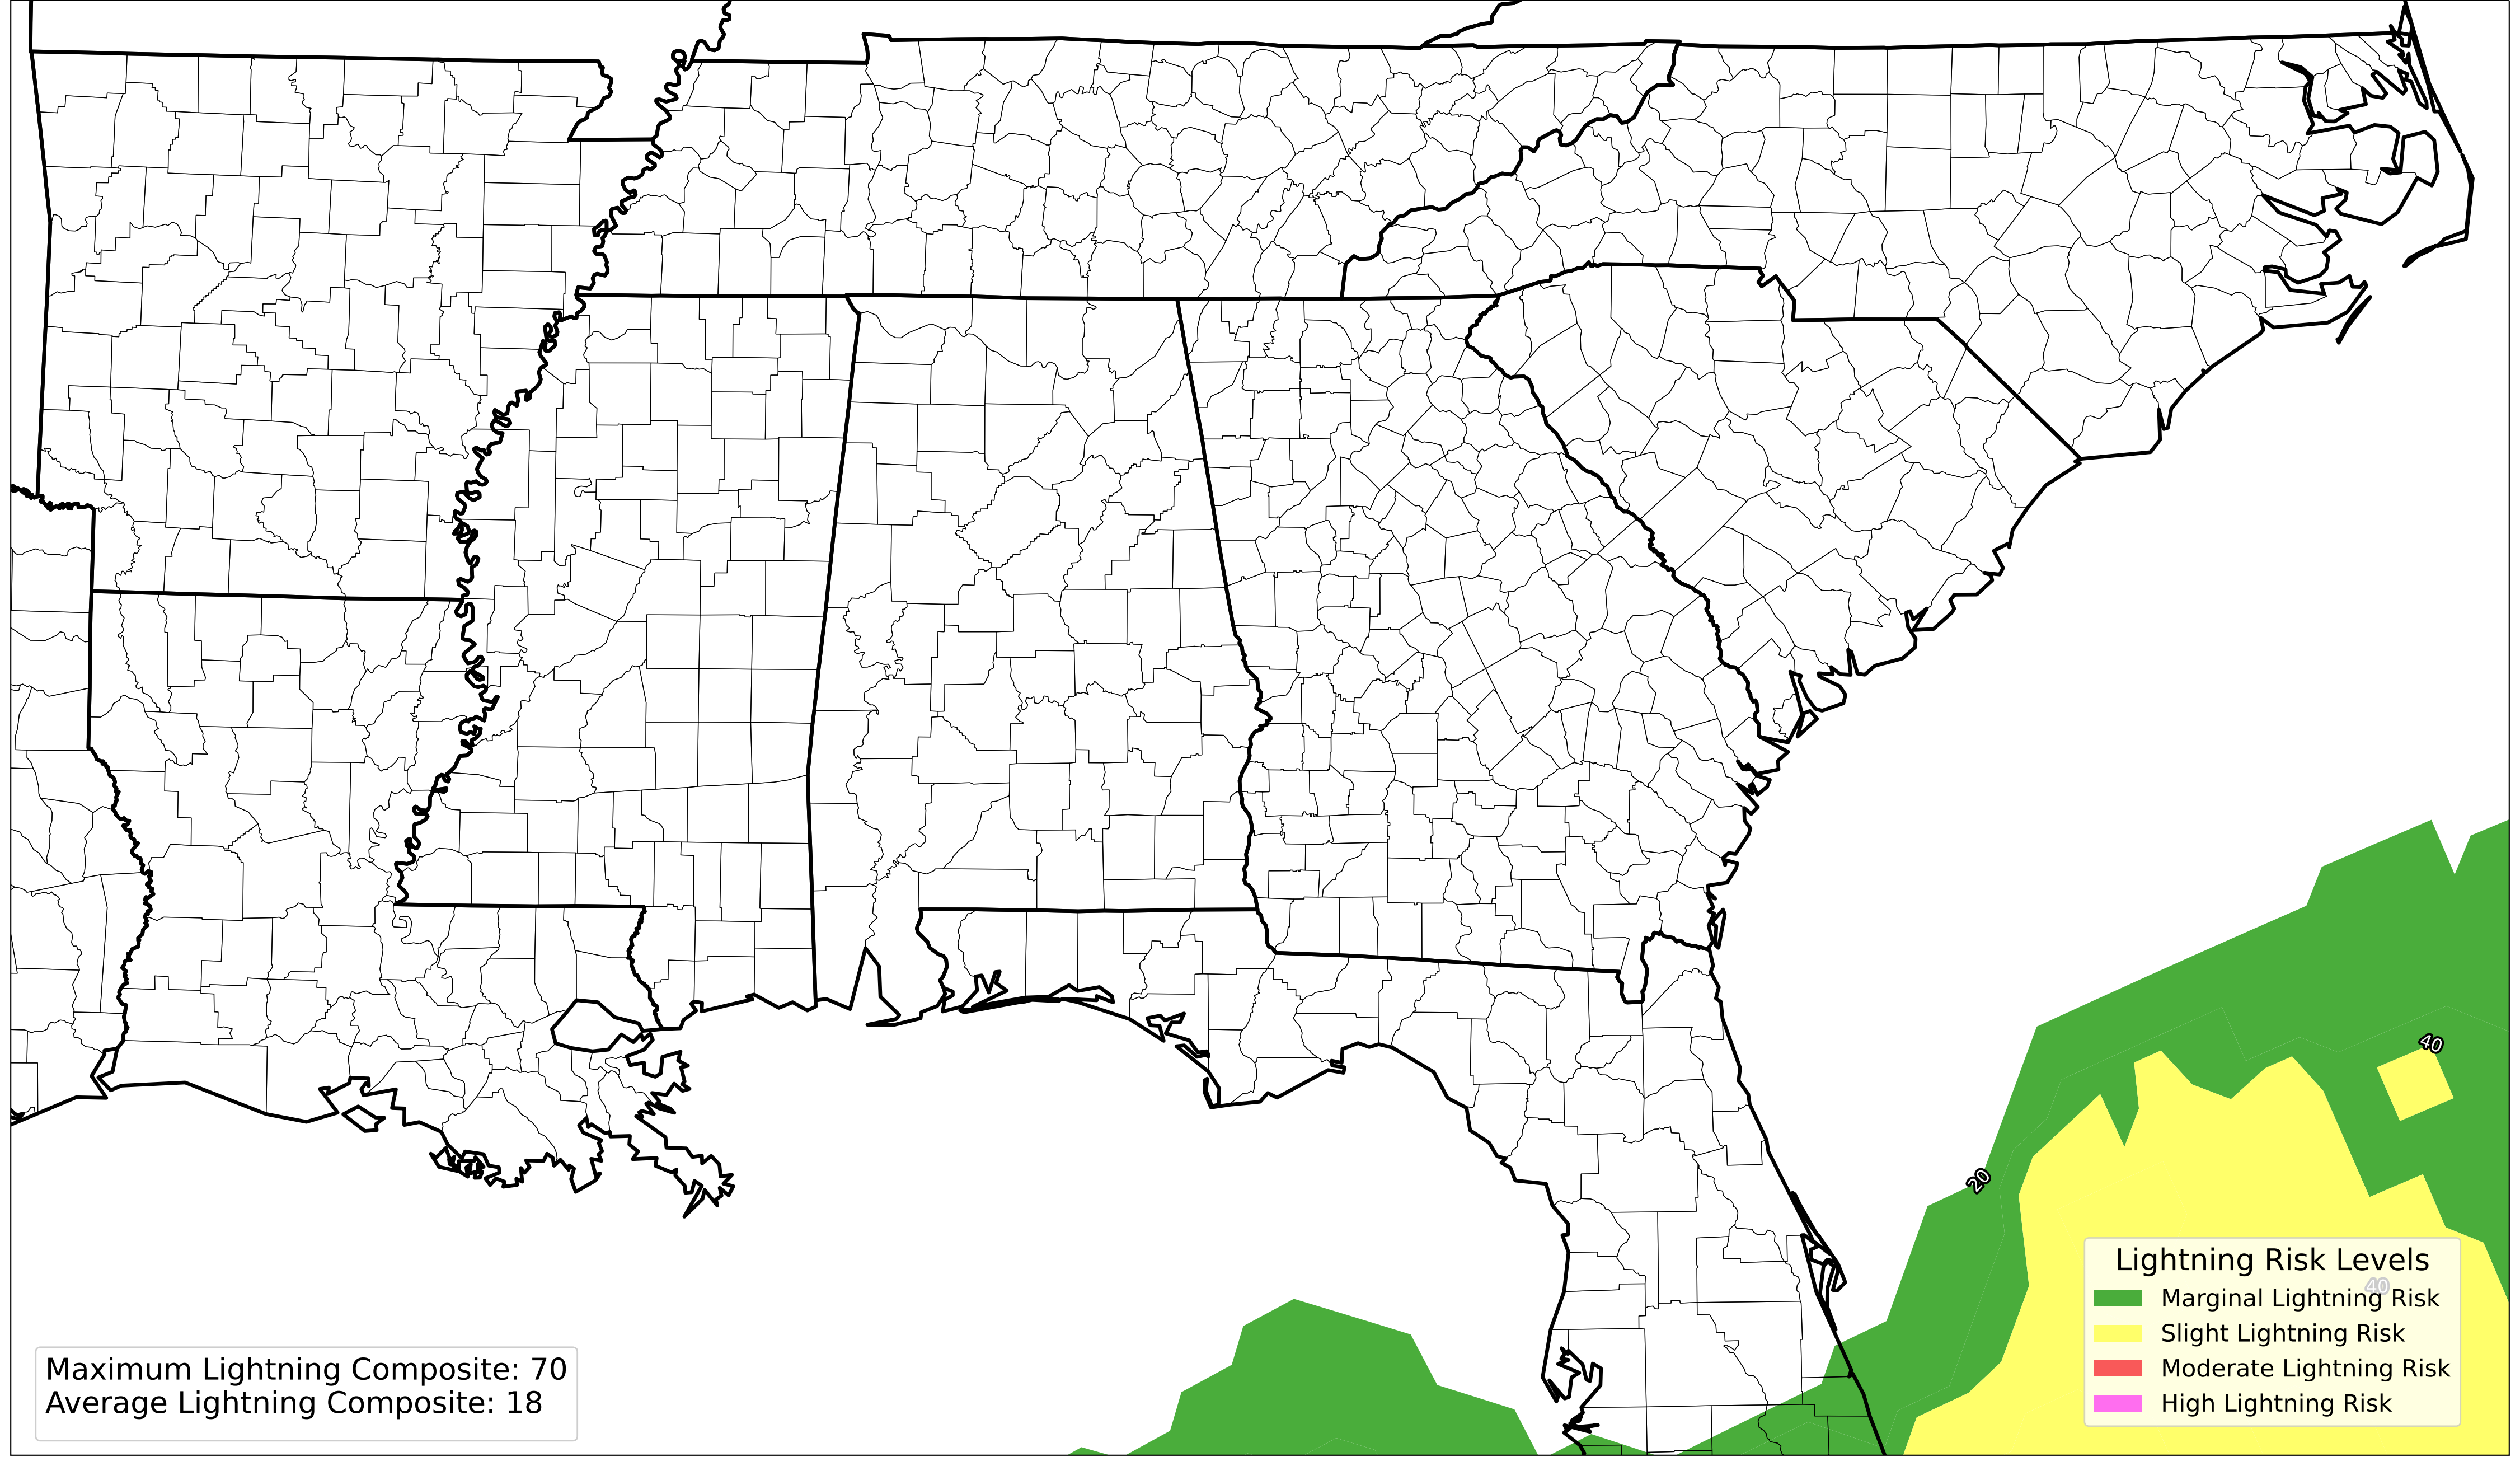 40
20
Lightning Risk Levels
40
Marginal Lightning Risk
Slight Lightning Risk
Moderate Lightning Risk
High Lightning Risk
Maximum Lightning Composite: 70
Average Lightning Composite: 18